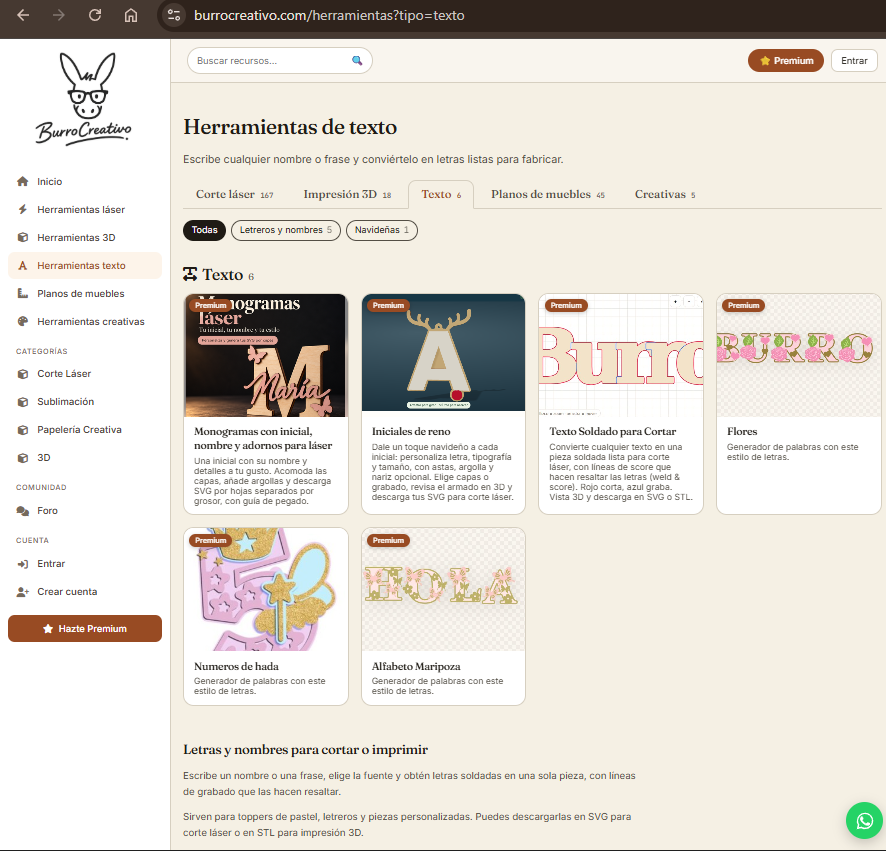 burrocreativo.com/herramientas?tipo=texto
BurroCreativo
Buscar recursos...
Premium
Entrar
Inicio
Herramientas láser
Herramientas 3D
Herramientas texto
Planos de muebles
Herramientas creativas
CATEGORÍAS
Corte Láser
Sublimación
Papelería Creativa
3D
COMUNIDAD
Foro
CUENTA
Entrar
Crear cuenta
Hazte Premium
Herramientas de texto
Escribe cualquier nombre o frase y conviértelo en letras listas para fabricar.
Corte láser 167
Impresión 3D 18
Texto 6
Planos de muebles 45
Creativas 5
Todas
Letreros y nombres 5
Navideñas 1
Texto 6
Premium
Monogramas
láser
Tu inicial, tu nombre y tu estilo
M
María
Monogramas con inicial,
nombre y adornos para láser
Una inicial con su nombre y
detalles a tu gusto. Acomoda las
capas, añade argollas y descarga
SVG por hojas separados por
grosor, con guía de pegado.
Premium
A
Iniciales de reno
Dale un toque navideño a cada
inicial: personaliza letra, tipografía
y tamaño, con astas, argolla y
nariz opcional. Elige capas o
grabado, revisa el armado en 3D y
descarga tus SVG para corte láser.
Premium
Burro
Texto Soldado para Cortar
Convierte cualquier texto en una
pieza soldada lista para corte
láser, con líneas de score que
hacen resaltar las letras (weld &
score). Rojo corta, azul graba.
Vista 3D y descarga en SVG o STL.
Premium
BURRO
Flores
Generador de palabras con este
estilo de letras.
Premium
Numeros de hada
Generador de palabras con este
estilo de letras.
Premium
HOLA
Alfabeto Maripoza
Generador de palabras con este
estilo de letras.
Letras y nombres para cortar o imprimir
Escribe un nombre o una frase, elige la fuente y obtén letras soldadas en una sola pieza, con líneas
de grabado que las hacen resaltar.
Sirven para toppers de pastel, letreros y piezas personalizadas. Puedes descargarlas en SVG para
corte láser o en STL para impresión 3D.